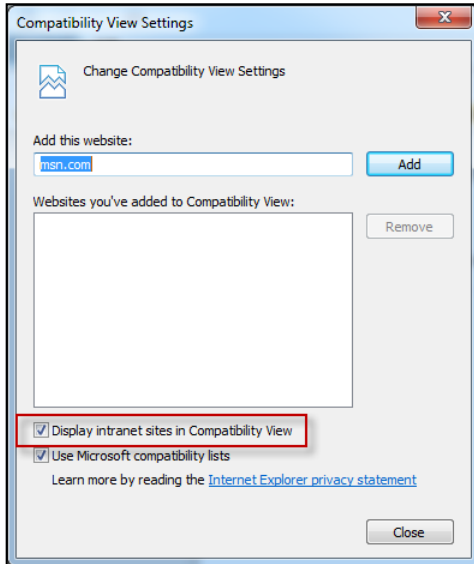 Compatibility View Settings
Change Compatibility View Settings
Add this website:
msn.com
Add
Websites you've added to Compatibility View:
Remove
Display intranet sites in Compatibility View
Use Microsoft compatibility lists
Learn more by reading the Internet Explorer privacy statement
Close